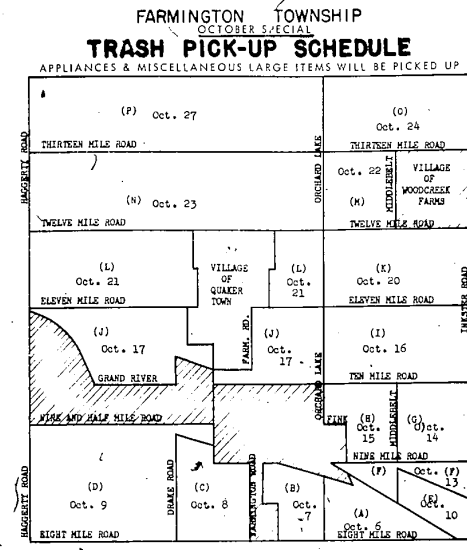 FARMINGTON TOWNSHIP
OCTOBER SPECIAL
TRASH PICK-UP SCHEDULE
APPLIANCES & MISCELLANEOUS LARGE ITEMS WILL BE PICKED UP
(P) Oct. 27
(O)
Oct. 24
THIRTEEN MILE ROAD
THIRTEEN MILE ROAD
HAGGERTY ROAD
ORCHARD LAKE
(N) Oct. 23
Oct. 22
(M)
MIDDLEBELT
VILLAGE
OF
WOODCREEK
FARMS
TWELVE MILE ROAD
TWELVE MILE ROAD
(L)
Oct. 21
VILLAGE
OF
QUAKER
TOWN
(L)
Oct.
21
(K)
Oct. 20
ELEVEN MILE ROAD
ELEVEN MILE ROAD
INKSTER ROAD
(J)
Oct. 17
FARM. RD.
(J)
Oct.
17
ORCHARD LAKE
(I)
Oct. 16
GRAND RIVER
TEN MILE ROAD
NINE AND HALF MILE ROAD
PINK
(H)
Oct.
15
MIDDLEBELT
(G)
Oct.
14
NINE MILE ROAD
HAGGERTY ROAD
(D)
Oct. 9
DRAKE ROAD
(C)
Oct. 8
FARMINGTON ROAD
(B)
Oct.
7
(F)
Oct. (F)
13
(E)
Oct.
10
(A)
Oct. 6
EIGHT MILE ROAD
EIGHT MILE ROAD